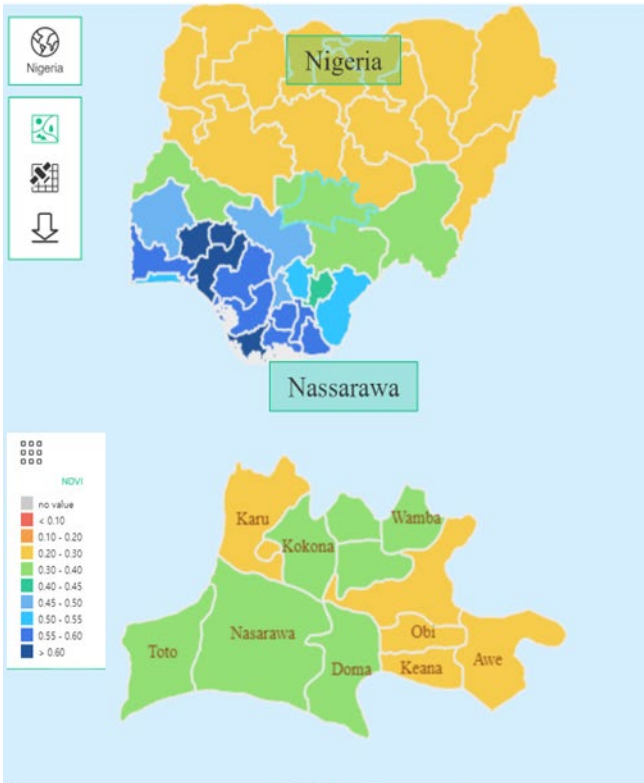 Nigeria
Nigeria
Nassarawa
NDVI
no value
< 0.10
0.10 - 0.20
0.20 - 0.30
0.30 - 0.40
0.40 - 0.45
0.45 - 0.50
0.50 - 0.55
0.55 - 0.60
> 0.60
Karu
Wamba
Kokona
Nasarawa
Obi
Toto
Doma
Keana
Awe